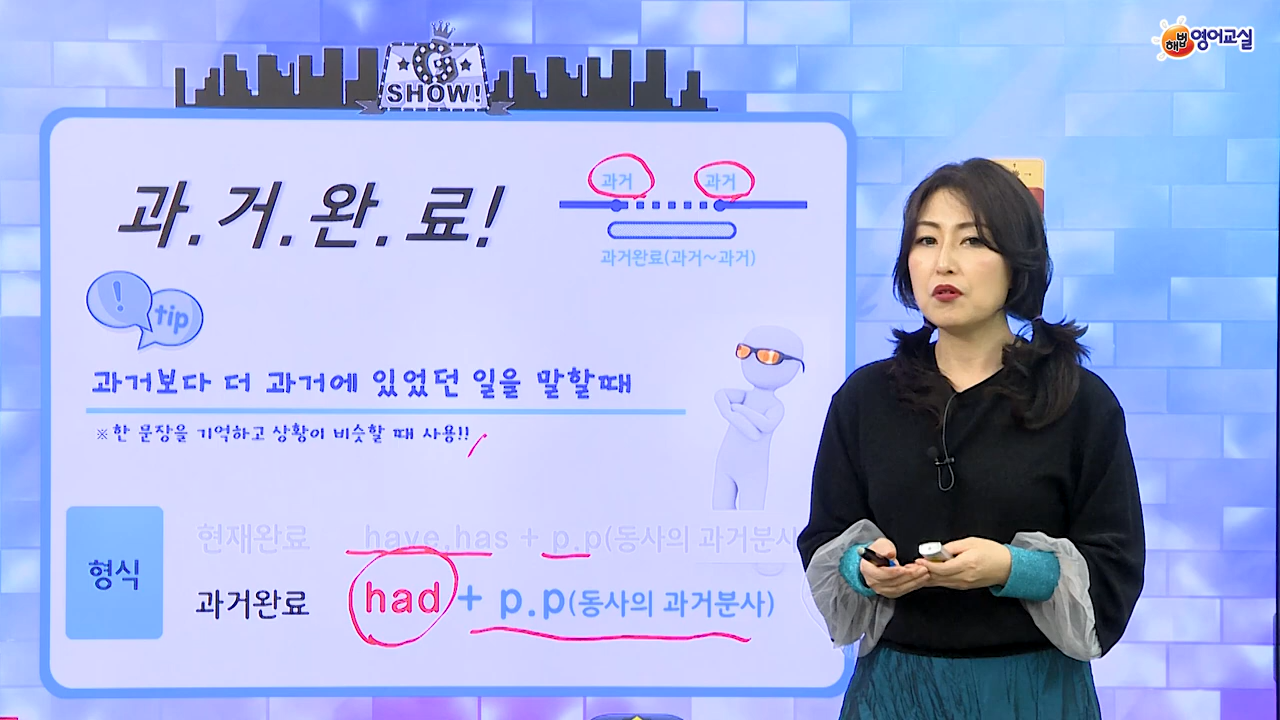 해법영어교실
G
SHOW!
과.거.완.료!
과거 과거
과거완료(과거~과거)
! tip
과거보다 더 과거에 있었던 일을 말할때
※ 한 문장을 기억하고 상황이 비슷할 때 사용!!
형식
현재완료 have,has + p.p(동사의 과거분사
과거완료 had + p.p(동사의 과거분사)